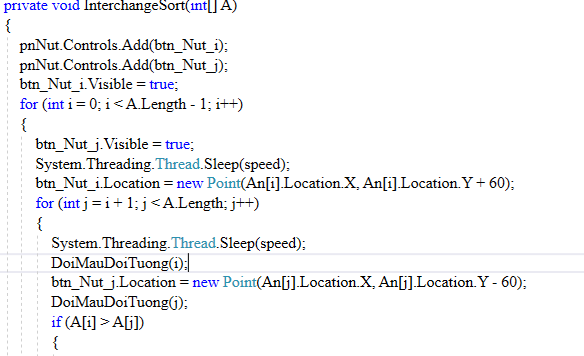 private void InterchangeSort(int[] A)
{
pnNut.Controls.Add(btn_Nut_i);
pnNut.Controls.Add(btn_Nut_j);
btn_Nut_i.Visible = true;
for (int i = 0; i < A.Length - 1; i++)
{
btn_Nut_j.Visible = true;
System.Threading.Thread.Sleep(speed);
btn_Nut_i.Location = new Point(An[i].Location.X, An[i].Location.Y + 60);
for (int j = i + 1; j < A.Length; j++)
{
System.Threading.Thread.Sleep(speed);
DoiMauDoiTuong(i);
btn_Nut_j.Location = new Point(An[j].Location.X, An[j].Location.Y - 60);
DoiMauDoiTuong(j);
if (A[i] > A[j])
{